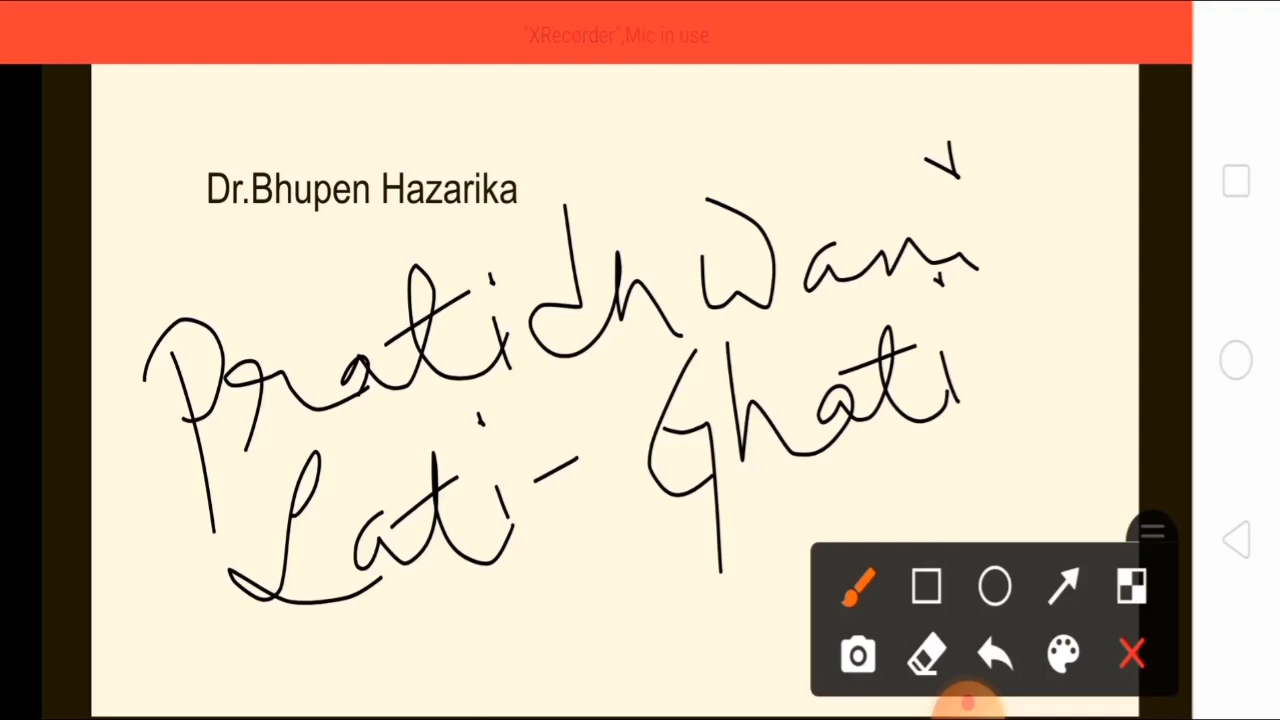 "XRecorder",Mic in use
Dr.Bhupen Hazarika
Pratidhwani
Lati - Ghati